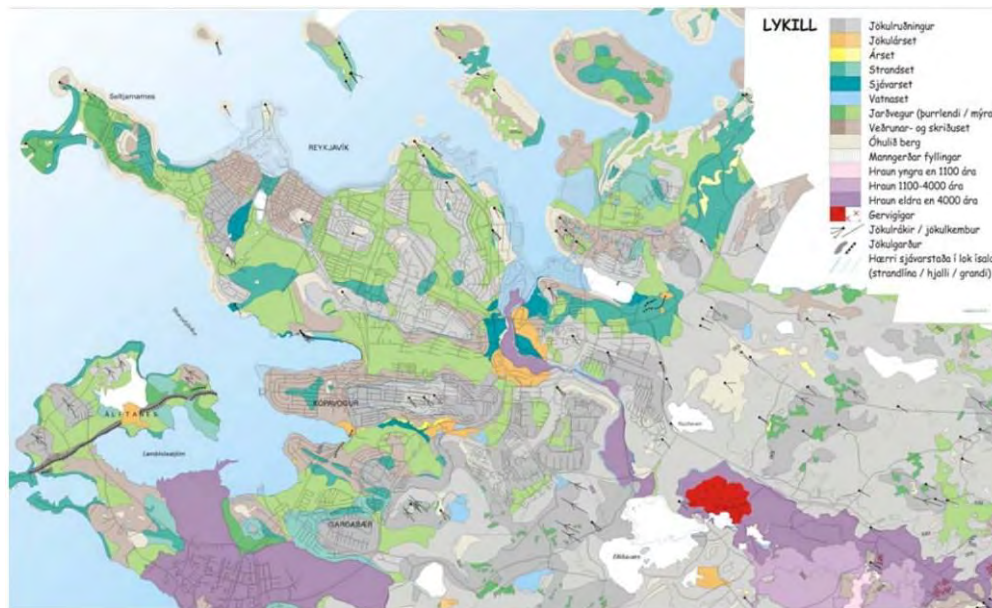 LYKILL
Jökulruðningur
Jökulárset
Árset
Strandset
Sjávarset
Vatnaset
Jarðvegur (þurrlendi / mýra
Veðrunar- og skriðuset
Óhulið berg
Manngerðar fyllingar
Hraun yngra en 1100 ára
Hraun 1100-4000 ára
Hraun eldra en 4000 ára
Gervigígar
Jökulrákir / jökulkembur
Jökulgarður
Hærri sjávarstaða í lok ísald
(strandlína / hjalli / grandi)
Seltjarnarnes
REYKJAVÍK
KÓPAVOGUR
ÁLFTANES
GARÐABÆR